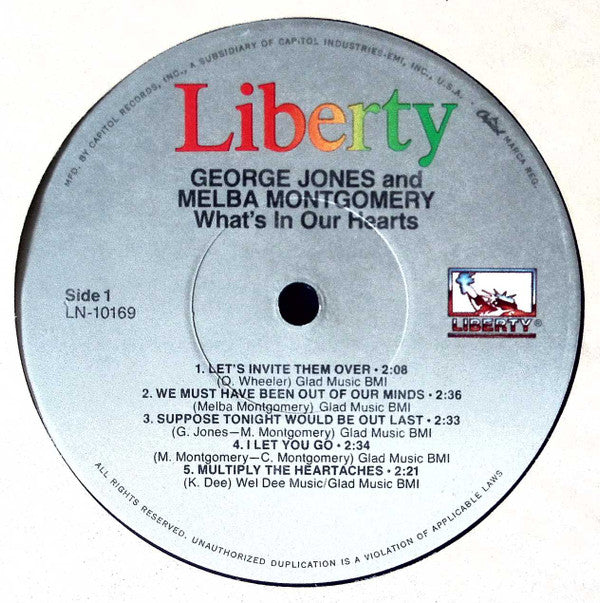 MFD. BY CAPITOL RECORDS, INC., A SUBSIDIARY OF CAPITOL INDUSTRIES-EMI, INC., U.S.A. • Capitol MARCA REG.
Liberty
GEORGE JONES and
MELBA MONTGOMERY
What's In Our Hearts
Side 1
LN-10169
LIBERTY®
1. LET'S INVITE THEM OVER • 2:08
(O. Wheeler) Glad Music BMI
2. WE MUST HAVE BEEN OUT OF OUR MINDS • 2:36
(Melba Montgomery) Glad Music BMI
3. SUPPOSE TONIGHT WOULD BE OUT LAST • 2:33
(G. Jones—M. Montgomery) Glad Music BMI
4. I LET YOU GO • 2:34
(M. Montgomery—C. Montgomery) Glad Music BMI
5. MULTIPLY THE HEARTACHES • 2:21
(K. Dee) Wel Dee Music/Glad Music BMI
ALL RIGHTS RESERVED. UNAUTHORIZED DUPLICATION IS A VIOLATION OF APPLICABLE LAWS